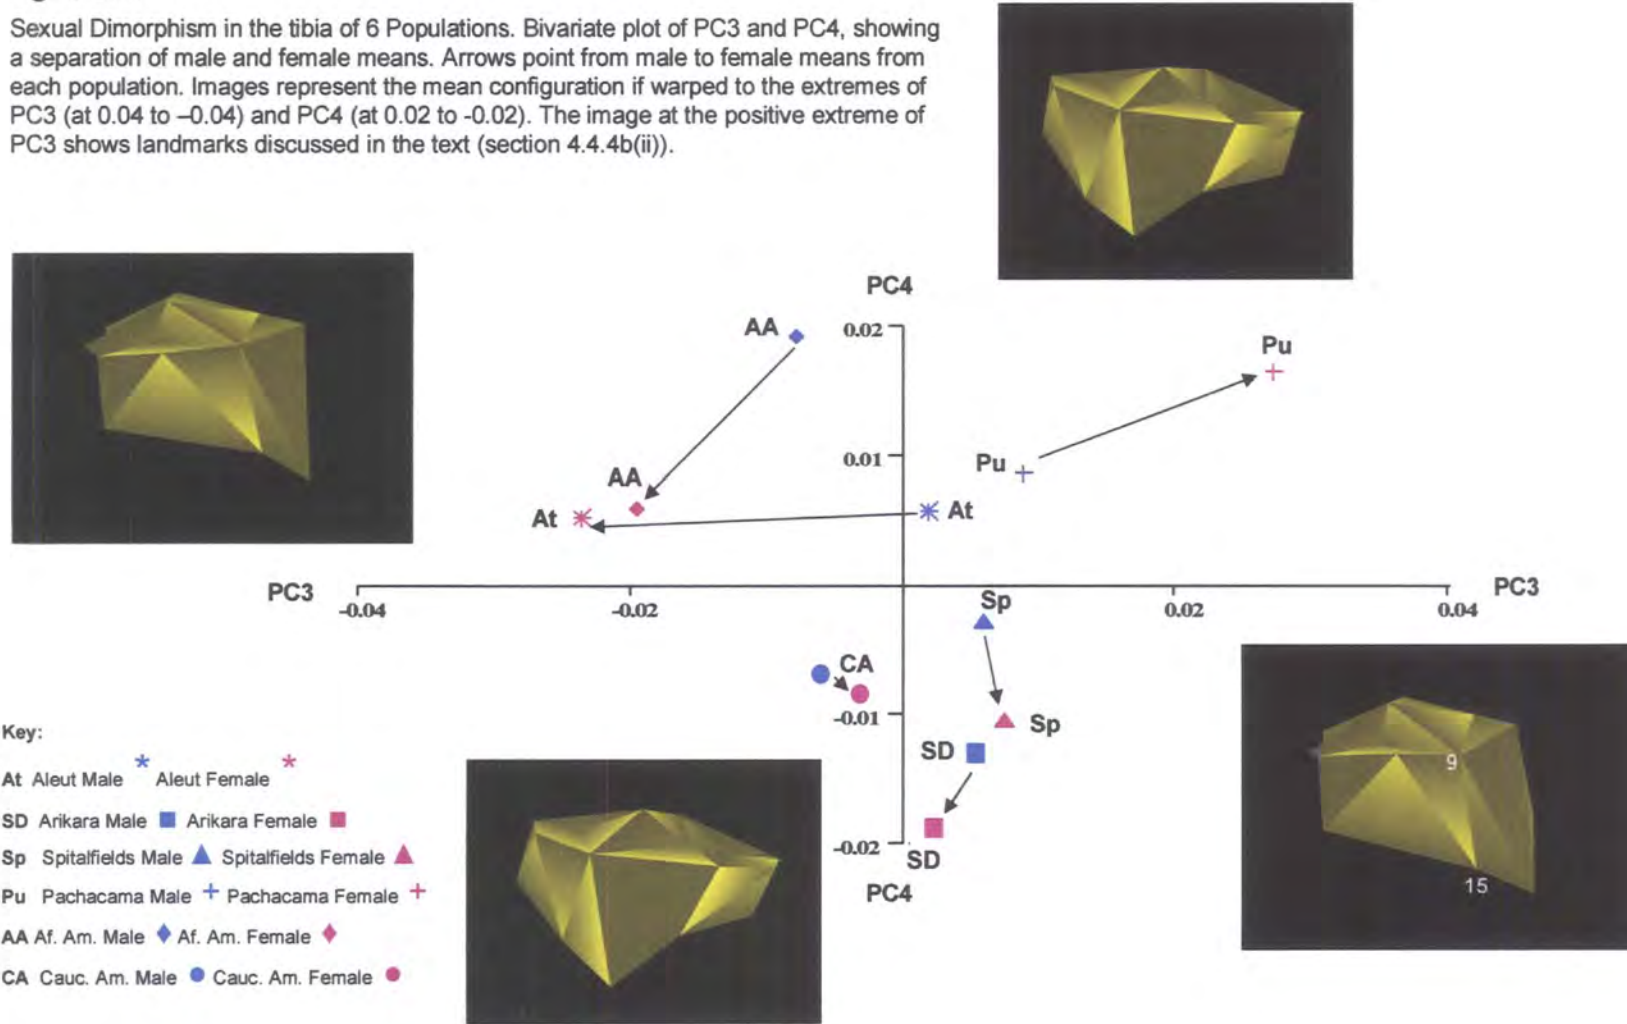 Sexual Dimorphism in the tibia of 6 Populations. Bivariate plot of PC3 and PC4, showing
a separation of male and female means. Arrows point from male to female means from
each population. Images represent the mean configuration if warped to the extremes of
PC3 (at 0.04 to –0.04) and PC4 (at 0.02 to -0.02). The image at the positive extreme of
PC3 shows landmarks discussed in the text (section 4.4.4b(ii)).
PC4
AA
0.02
Pu
0.01
Pu
AA
At
At
PC3
-0.04
-0.02
0.02
0.04
PC3
Sp
CA
-0.01
Sp
SD
-0.02
SD
PC4
9
15
Key:
At Aleut Male Aleut Female
SD Arikara Male Arikara Female
Sp Spitalfields Male Spitalfields Female
Pu Pachacama Male Pachacama Female
AA Af. Am. Male Af. Am. Female
CA Cauc. Am. Male Cauc. Am. Female